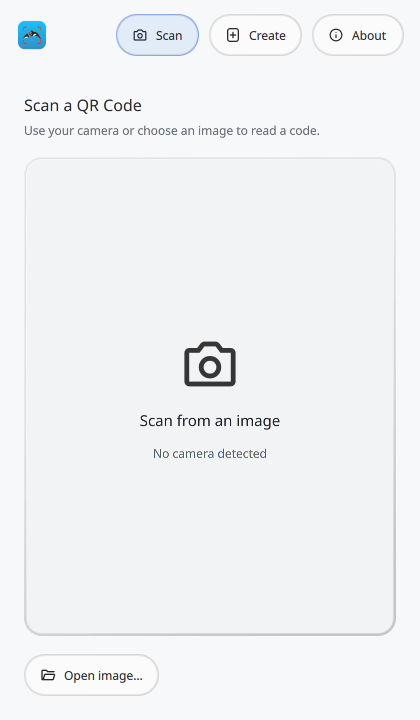 Scan
Create
About
Scan a QR Code
Use your camera or choose an image to read a code.
Scan from an image
No camera detected
Open image...